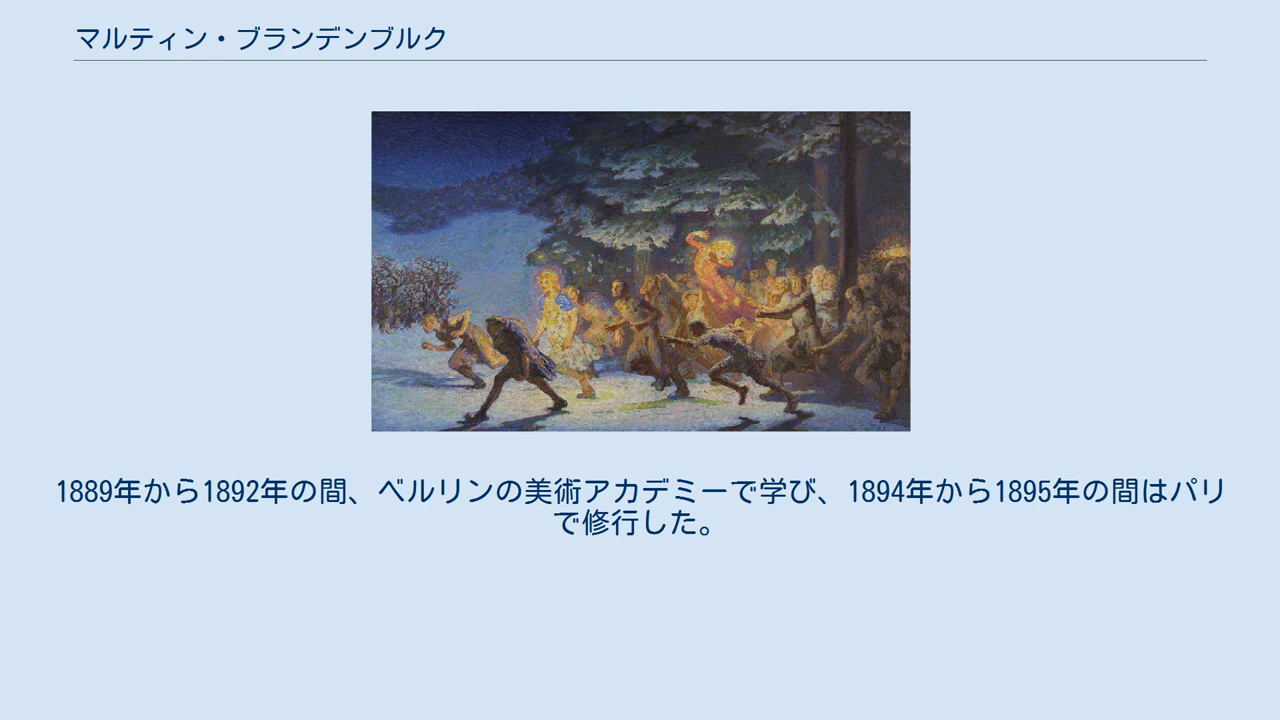 マルティン・ブランデンブルク
1889年から1892年の間、ベルリンの美術アカデミーで学び、1894年から1895年の間はパリ
で修行した。